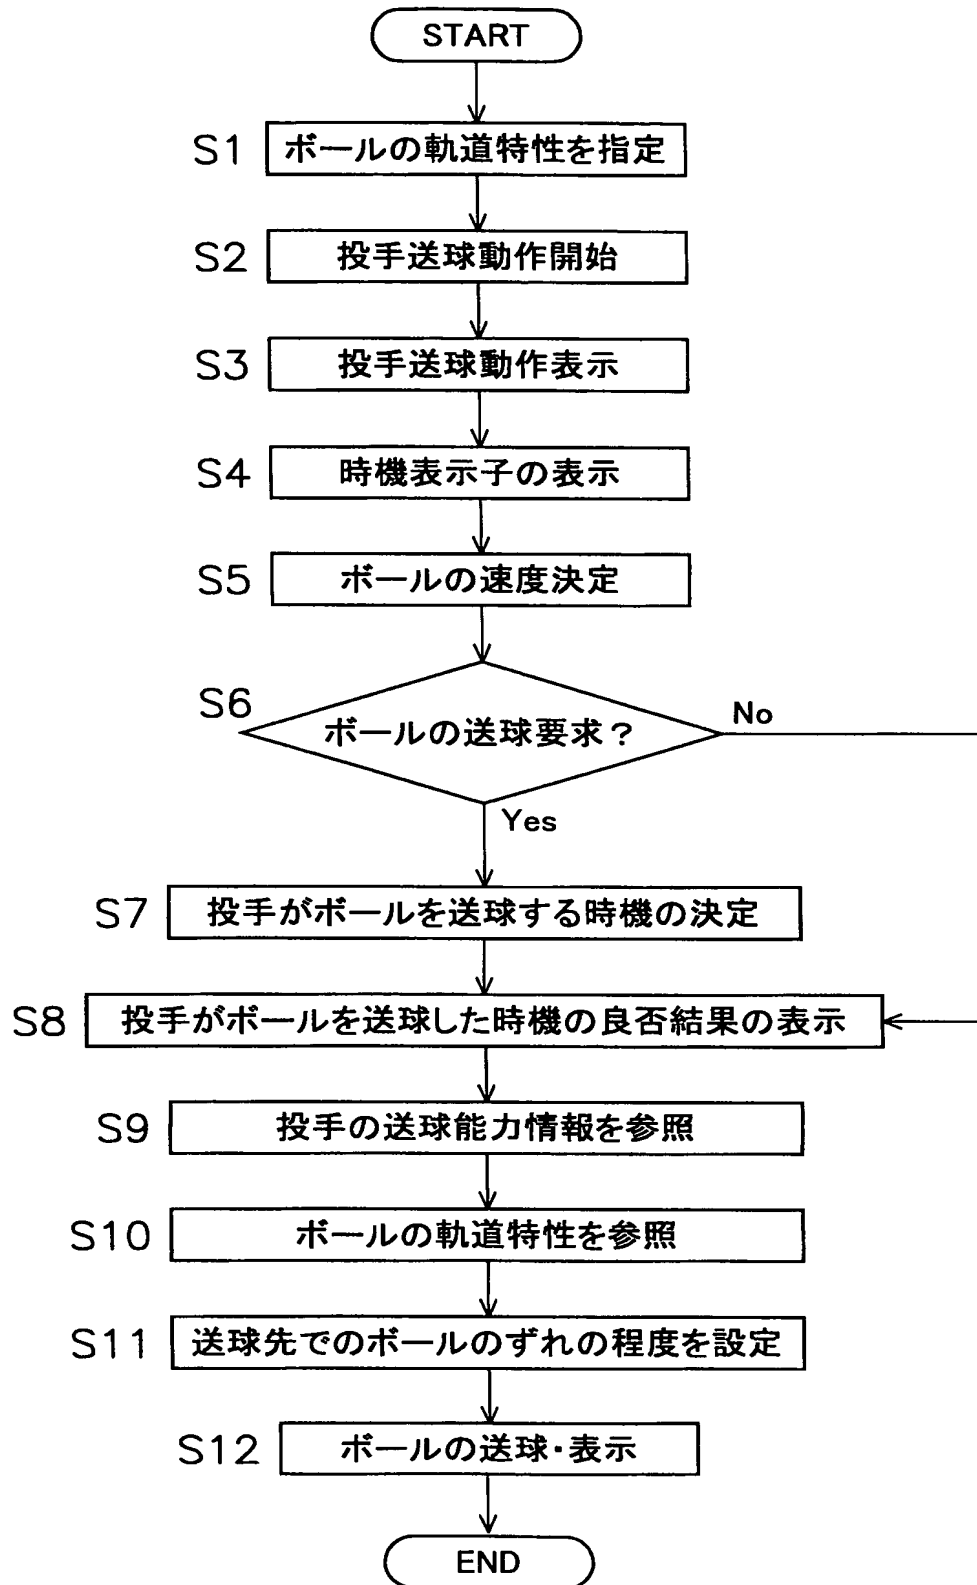 START
S1 ボールの軌道特性を指定
S2 投手送球動作開始
S3 投手送球動作表示
S4 時機表示子の表示
S5 ボールの速度決定
S6 ボールの送球要求？
No
Yes
S7 投手がボールを送球する時機の決定
S8 投手がボールを送球した時機の良否結果の表示
S9 投手の送球能力情報を参照
S10 ボールの軌道特性を参照
S11 送球先でのボールのずれの程度を設定
S12 ボールの送球・表示
END